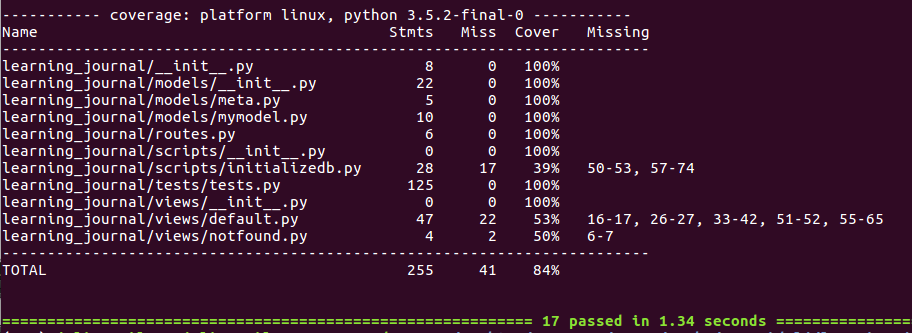 ----------- coverage: platform linux, python 3.5.2-final-0 -----------
Name                                       Stmts   Miss  Cover   Missing
------------------------------------------------------------------------
learning_journal/__init__.py                   8      0   100%
learning_journal/models/__init__.py           22      0   100%
learning_journal/models/meta.py                5      0   100%
learning_journal/models/mymodel.py            10      0   100%
learning_journal/routes.py                     6      0   100%
learning_journal/scripts/__init__.py           0      0   100%
learning_journal/scripts/initializedb.py      28     17    39%   50-53, 57-74
learning_journal/tests/tests.py              125      0   100%
learning_journal/views/__init__.py             0      0   100%
learning_journal/views/default.py             47     22    53%   16-17, 26-27, 33-42, 51-52, 55-65
learning_journal/views/notfound.py             4      2    50%   6-7
------------------------------------------------------------------------
TOTAL                                        255     41    84%
=========================================================== 17 passed in 1.34 seconds ===============